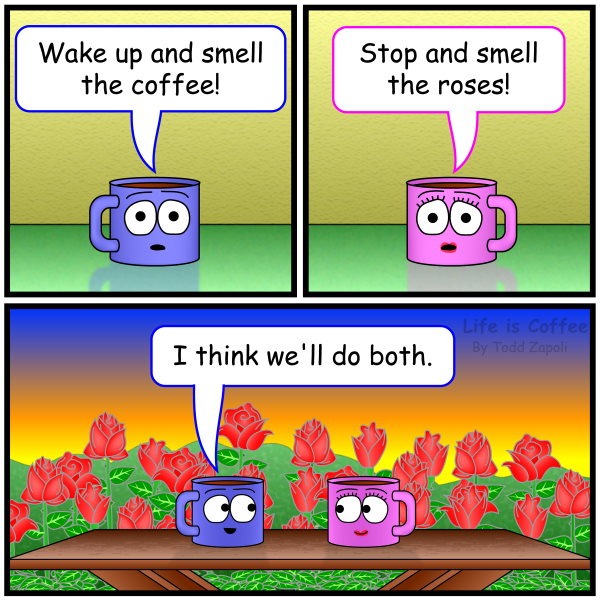 Wake up and smell
the coffee!
Stop and smell
the roses!
Life is Coffee
By Todd Zapoli
I think we'll do both.